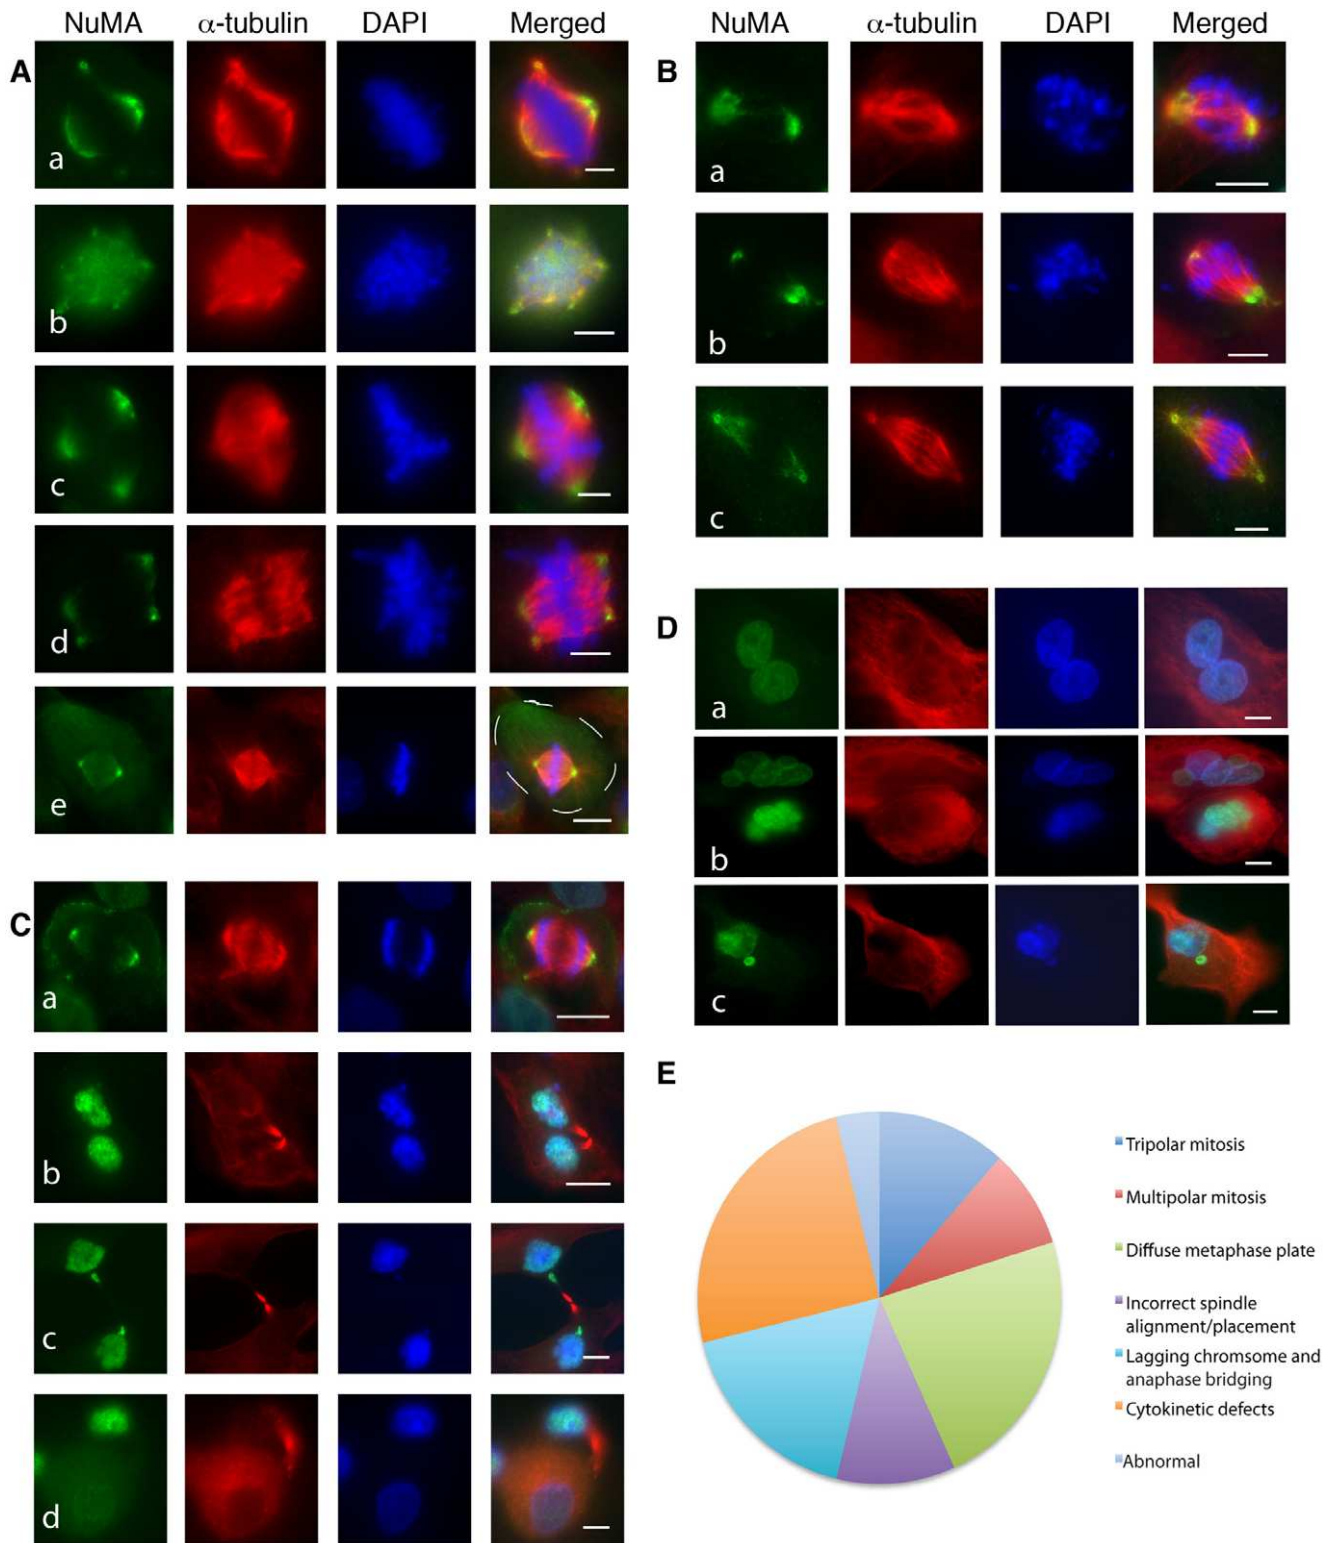 NuMA α-tubulin DAPI Merged
A
a
b
c
d
e
NuMA α-tubulin DAPI Merged
B
a
b
c
C
a
b
c
d
D
a
b
c
E
Tripolar mitosis
Multipolar mitosis
Diffuse metaphase plate
Incorrect spindle
alignment/placement
Lagging chromsome and
anaphase bridging
Cytokinetic defects
Abnormal